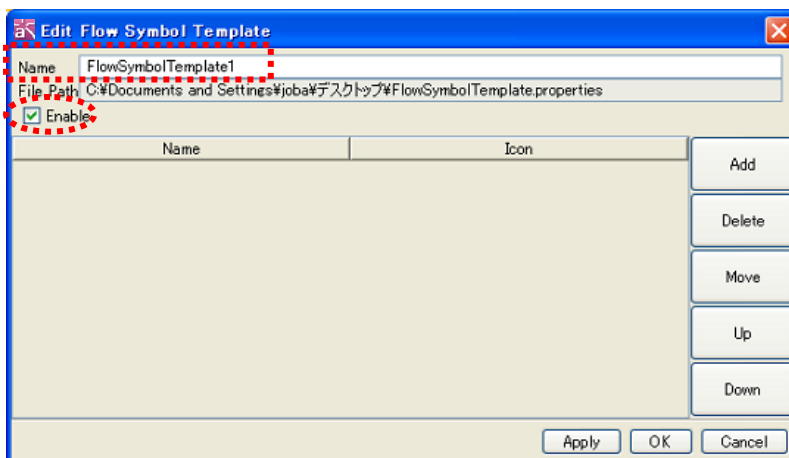 Edit Flow Symbol Template
Name FlowSymbolTemplate1
File Path C:¥Documents and Settings¥joba¥デスクトップ¥FlowSymbolTemplate.properties
Enable
Name Icon
Add
Delete
Move
Up
Down
Apply OK Cancel